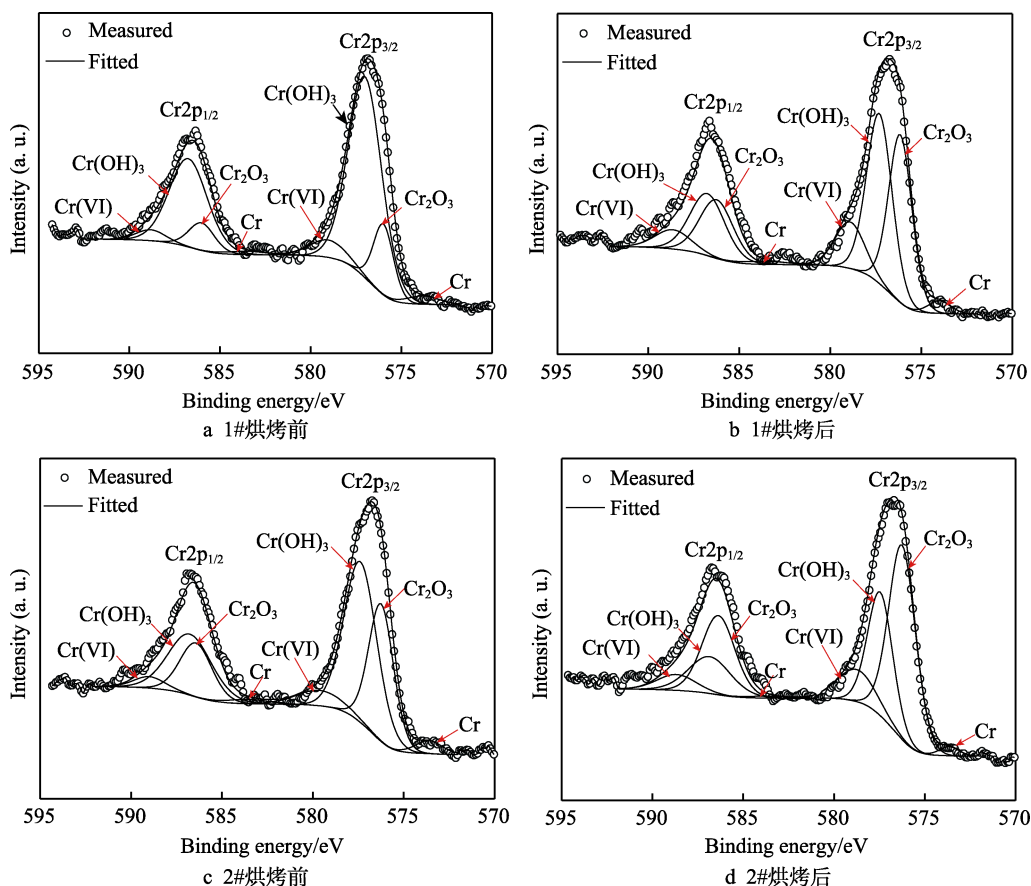 Measured
Fitted
Cr2p3/2
Cr(OH)3
Cr2p1/2
Cr(OH)3
Cr2O3
Cr(VI)
Cr(VI)
Cr2O3
Cr
Cr
Intensity (a. u.)
595 590 585 580 575 570
Binding energy/eV
a 1#烘烤前
Measured
Fitted
Cr2p3/2
Cr2p1/2
Cr(OH)3
Cr2O3
Cr(OH)3
Cr2O3
Cr(VI)
Cr(VI)
Cr
Cr
Intensity (a. u.)
595 590 585 580 575 570
Binding energy/eV
b 1#烘烤后
Measured
Fitted
Cr2p3/2
Cr(OH)3
Cr2p1/2
Cr2O3
Cr(OH)3
Cr2O3
Cr(VI)
Cr(VI)
Cr
Cr
Intensity (a. u.)
595 590 585 580 575 570
Binding energy/eV
c 2#烘烤前
Measured
Fitted
Cr2p3/2
Cr2O3
Cr2p1/2
Cr(OH)3
Cr2O3
Cr(OH)3
Cr(VI)
Cr(VI)
Cr
Cr
Intensity (a. u.)
595 590 585 580 575 570
Binding energy/eV
d 2#烘烤后